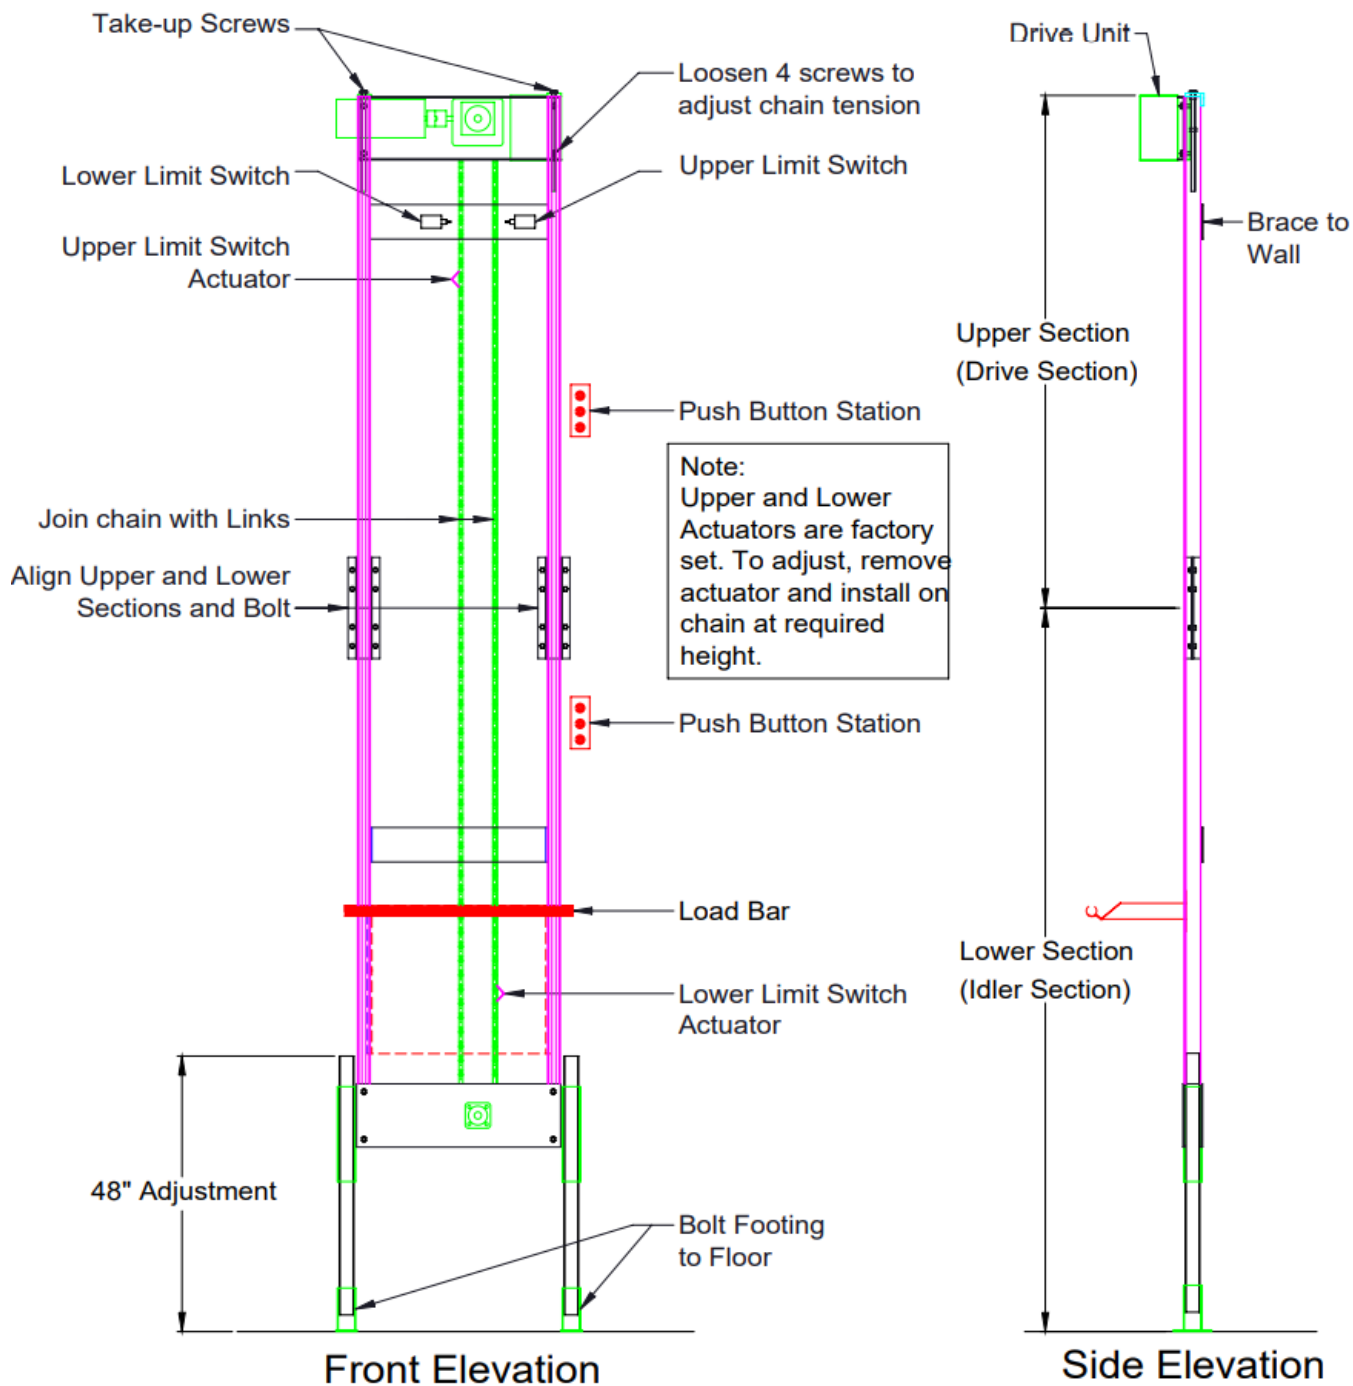 Take-up Screws
Loosen 4 screws to
adjust chain tension
Lower Limit Switch
Upper Limit Switch
Upper Limit Switch
Actuator
Push Button Station
Note:
Upper and Lower
Actuators are factory
set. To adjust, remove
actuator and install on
chain at required
height.
Join chain with Links
Align Upper and Lower
Sections and Bolt
Push Button Station
Load Bar
Lower Limit Switch
Actuator
48" Adjustment
Bolt Footing
to Floor
Front Elevation
Drive Unit
Brace to
Wall
Upper Section
(Drive Section)
Lower Section
(Idler Section)
Side Elevation